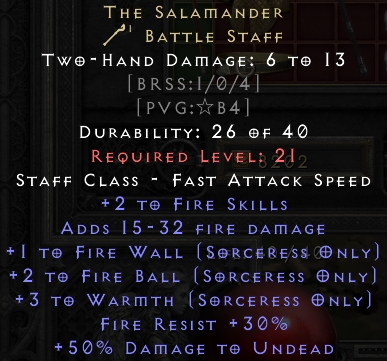 The Salamander
1 Battle Staff
Two-Hand Damage: 6 to 13
[BRSS:1/0/4]
[PVG:☆B4]
Durability: 26 of 40
Required Level: 21
Staff Class - Fast Attack Speed
+2 to Fire Skills
Adds 15-32 fire damage
+1 to Fire Wall (Sorceress Only)
+2 to Fire Ball (Sorceress Only)
+3 to Warmth (Sorceress Only)
Fire Resist +30%
+50% Damage to Undead